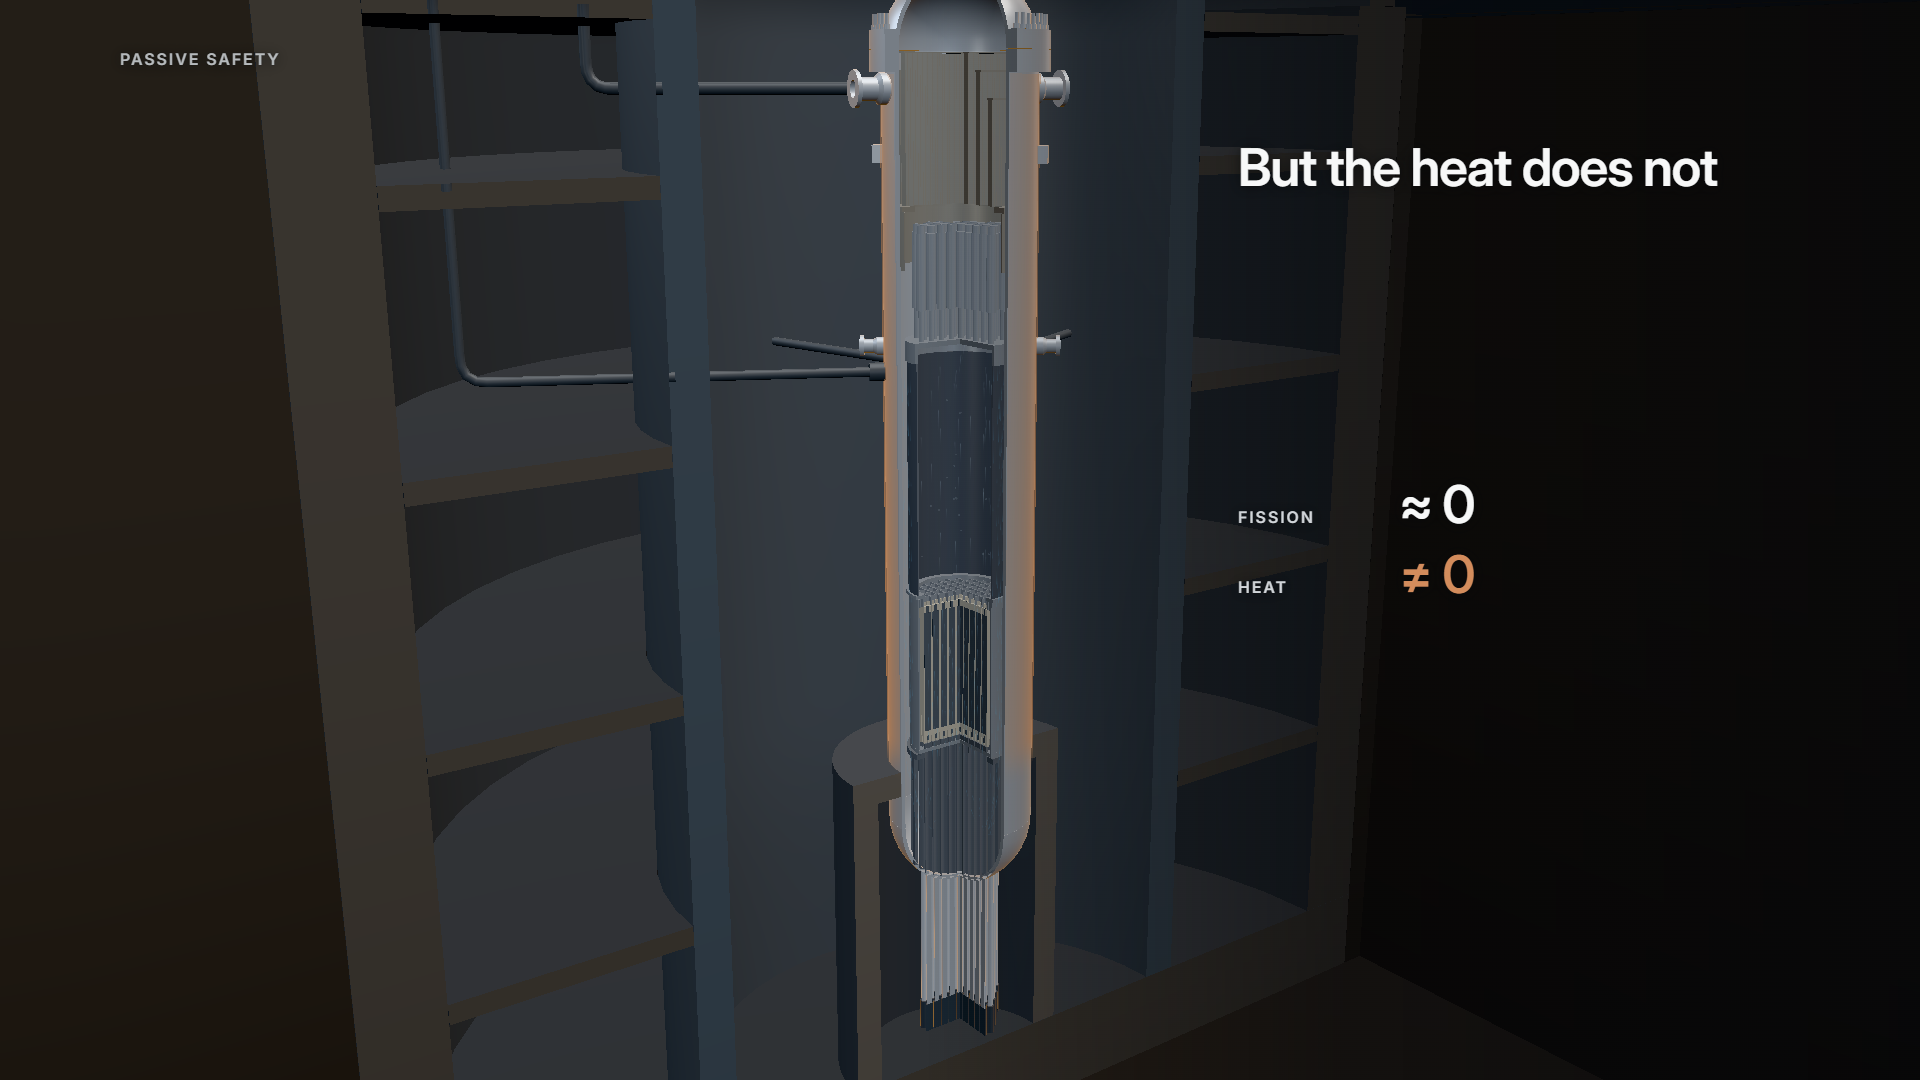 PASSIVE SAFETY
But the heat does not
FISSION ≈ 0
HEAT ≠ 0